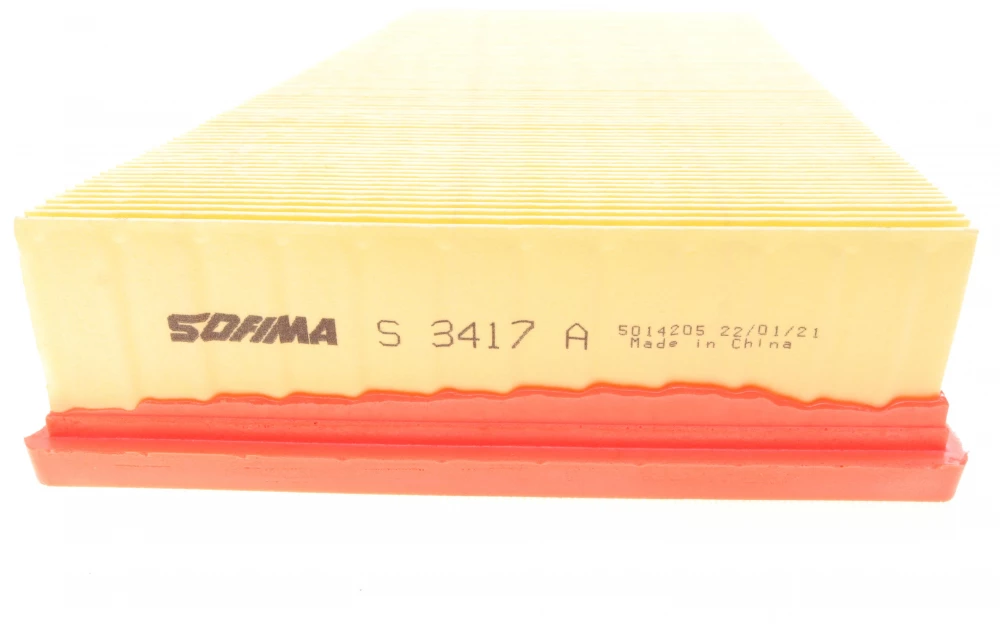 SOFIMA S 3417 A 5014205 22/01/21
Made in China